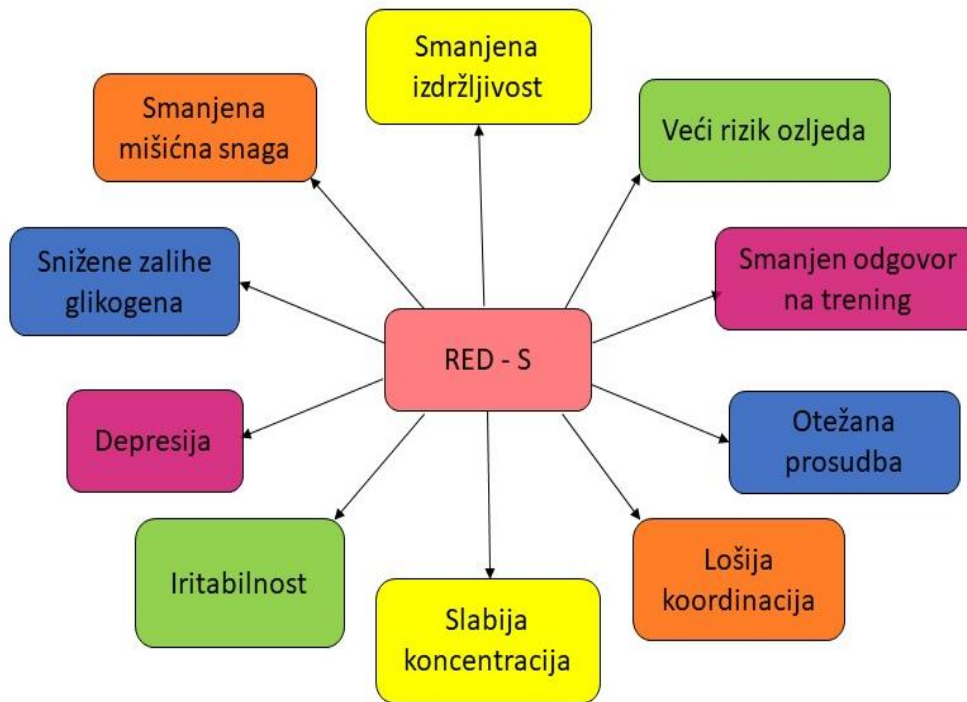 Smanjena
izdržljivost
Smanjena
mišićna snaga
Veći rizik ozljeda
Snižene zalihe
glikogena
Smanjen odgovor
na trening
RED - S
Depresija
Otežana
prosudba
Iritabilnost
Slabija
koncentracija
Lošija
koordinacija